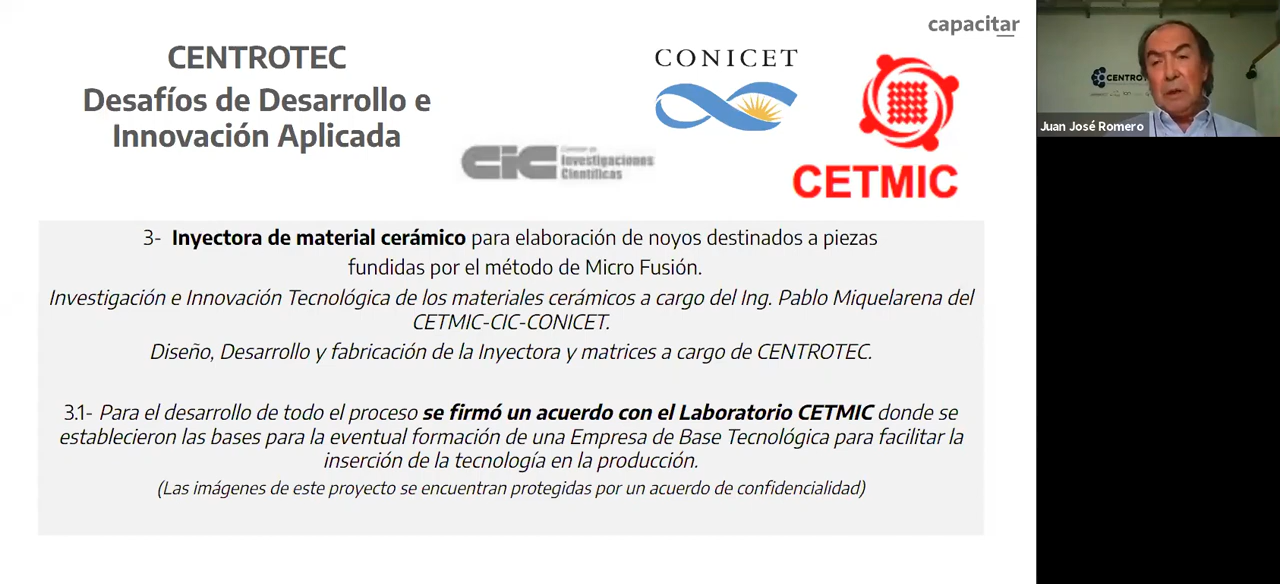 capacitar
CENTROTEC
Desafíos de Desarrollo e
Innovación Aplicada
CONICET
CIC
Investigaciones
Científicas
CETMIC
3- Inyectora de material cerámico para elaboración de noyos destinados a piezas
fundidas por el método de Micro Fusión.
Investigación e Innovación Tecnológica de los materiales cerámicos a cargo del Ing. Pablo Miquelarena del
CETMIC-CIC-CONICET.
Diseño, Desarrollo y fabricación de la Inyectora y matrices a cargo de CENTROTEC.
3.1- Para el desarrollo de todo el proceso se firmó un acuerdo con el Laboratorio CETMIC donde se
establecieron las bases para la eventual formación de una Empresa de Base Tecnológica para facilitar la
inserción de la tecnología en la producción.
(Las imágenes de este proyecto se encuentran protegidas por un acuerdo de confidencialidad)
CENTRO
Juan José Romero